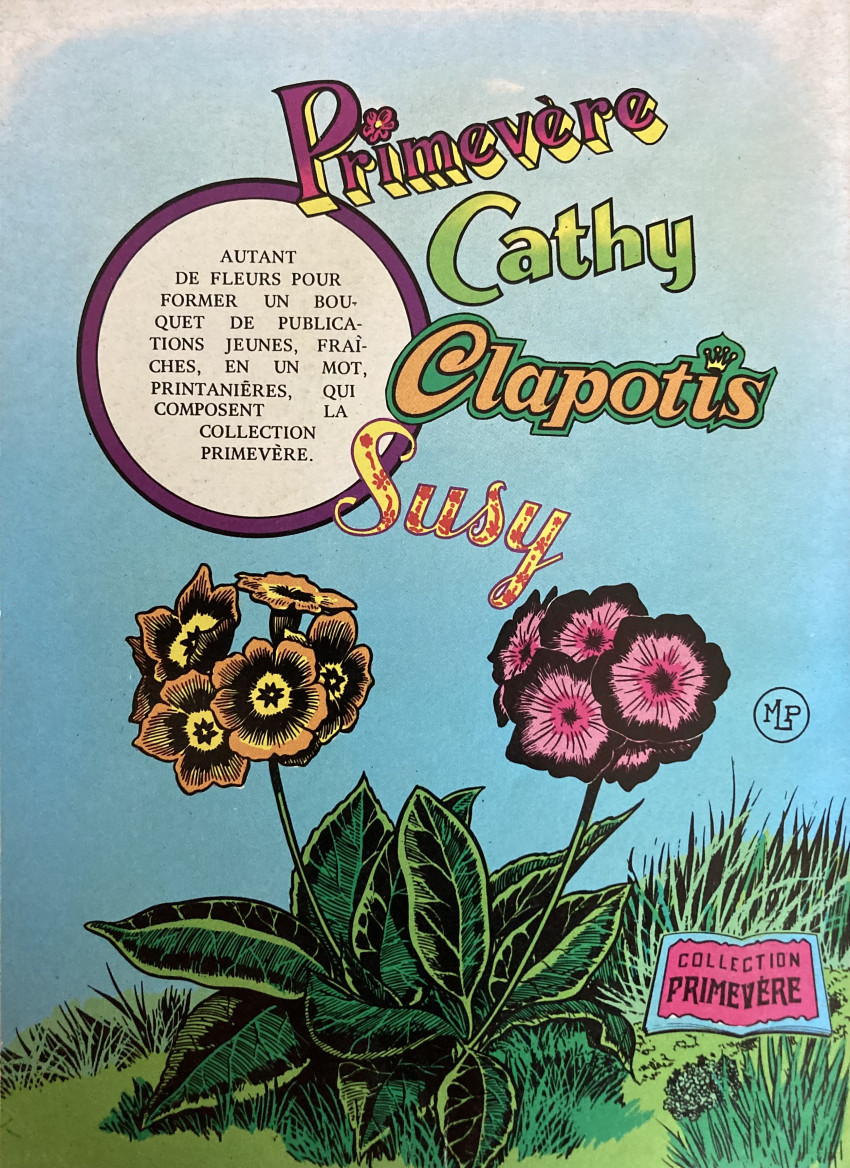 Primevère
Cathy
Clapotis
Susy
AUTANT
DE FLEURS POUR
FORMER UN BOU-
QUET DE PUBLICA-
TIONS JEUNES, FRAÎ-
CHES, EN UN MOT,
PRINTANIÈRES, QUI
COMPOSENT LA
COLLECTION
PRIMEVÈRE.
MLP
COLLECTION
PRIMEVÈRE